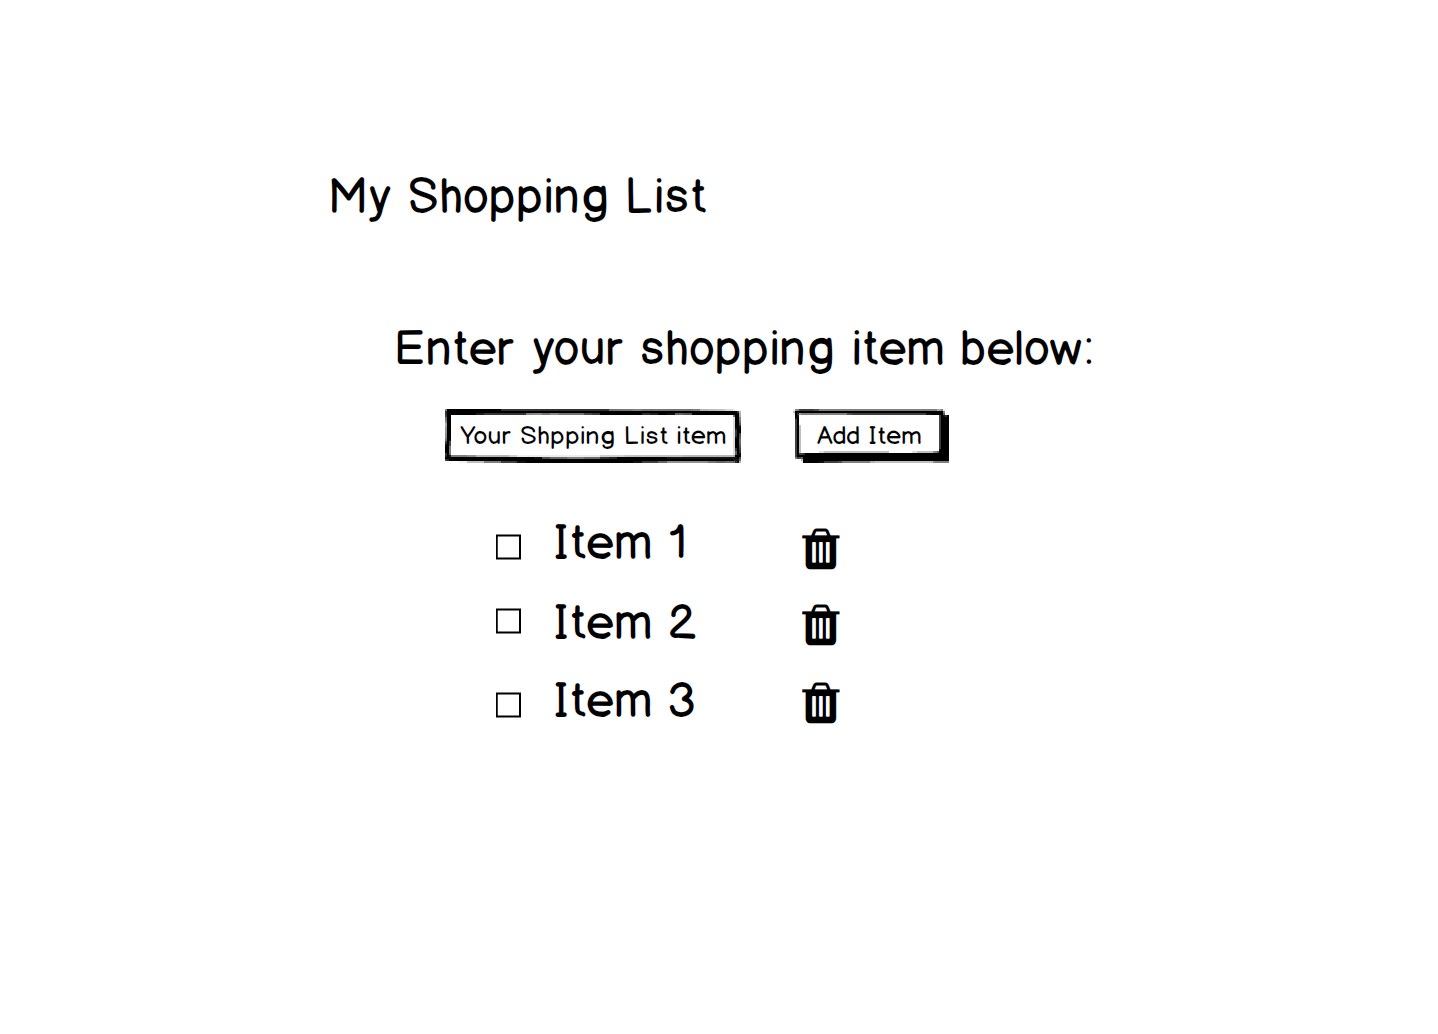 My Shopping List
Enter your shopping item below:
Your Shpping List item
Add Item
Item 1
Item 2
Item 3